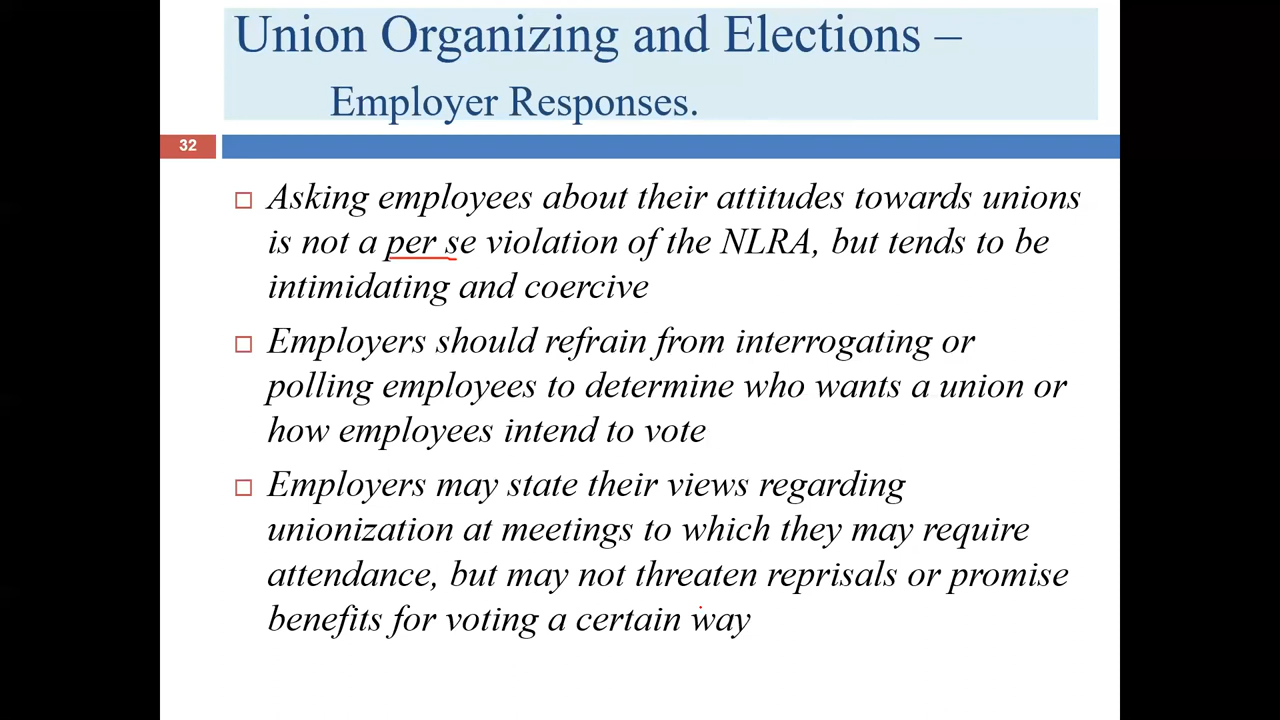 Union Organizing and Elections –
Employer Responses.
32
Asking employees about their attitudes towards unions
is not a per se violation of the NLRA, but tends to be
intimidating and coercive
Employers should refrain from interrogating or
polling employees to determine who wants a union or
how employees intend to vote
Employers may state their views regarding
unionization at meetings to which they may require
attendance, but may not threaten reprisals or promise
benefits for voting a certain way